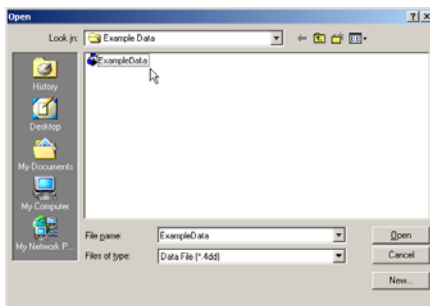 Open
Look in: Example Data
ExampleData
History
Desktop
My Documents
My Computer
My Network P...
File name: ExampleData
Open
Files of type: Data File (*.4dd)
Cancel
New...